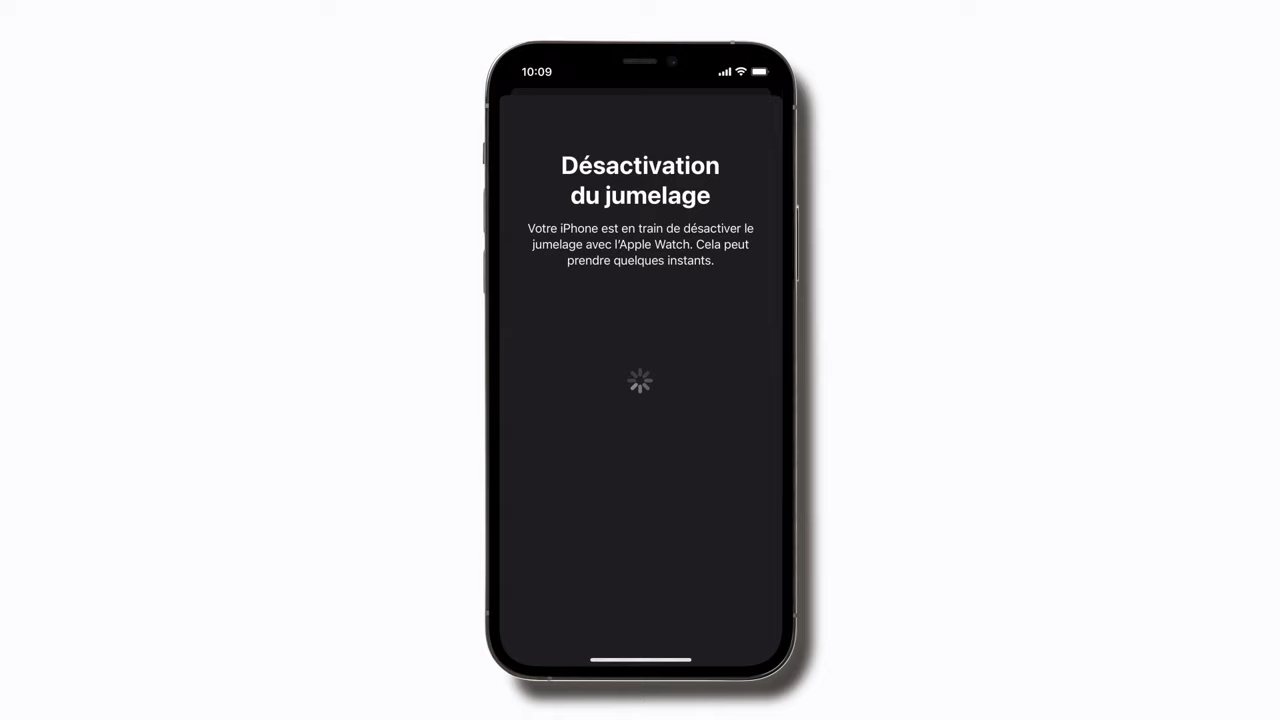 10:09
Désactivation
du jumelage
Votre iPhone est en train de désactiver le
jumelage avec l’Apple Watch. Cela peut
prendre quelques instants.